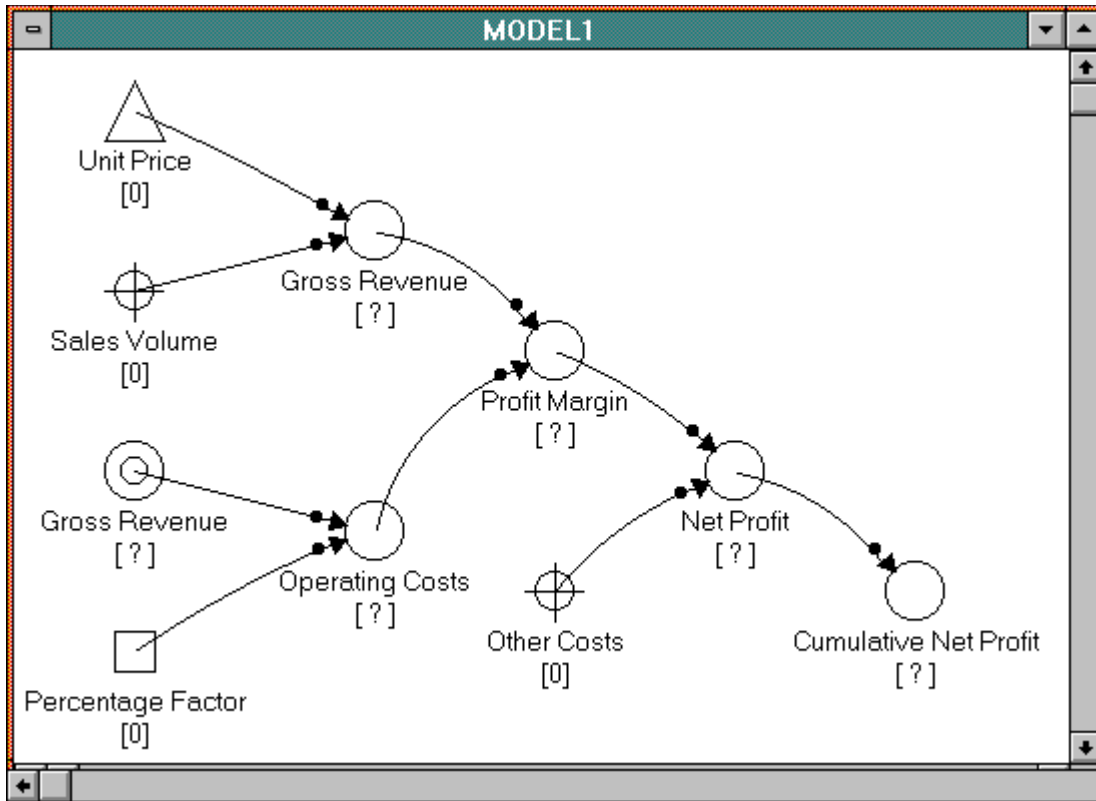 MODEL1
Unit Price
[0]
Gross Revenue
[ ? ]
Sales Volume
[0]
Profit Margin
[ ? ]
Gross Revenue
[ ? ]
Net Profit
[ ? ]
Operating Costs
[ ? ]
Other Costs
[0]
Cumulative Net Profit
[ ? ]
Percentage Factor
[0]